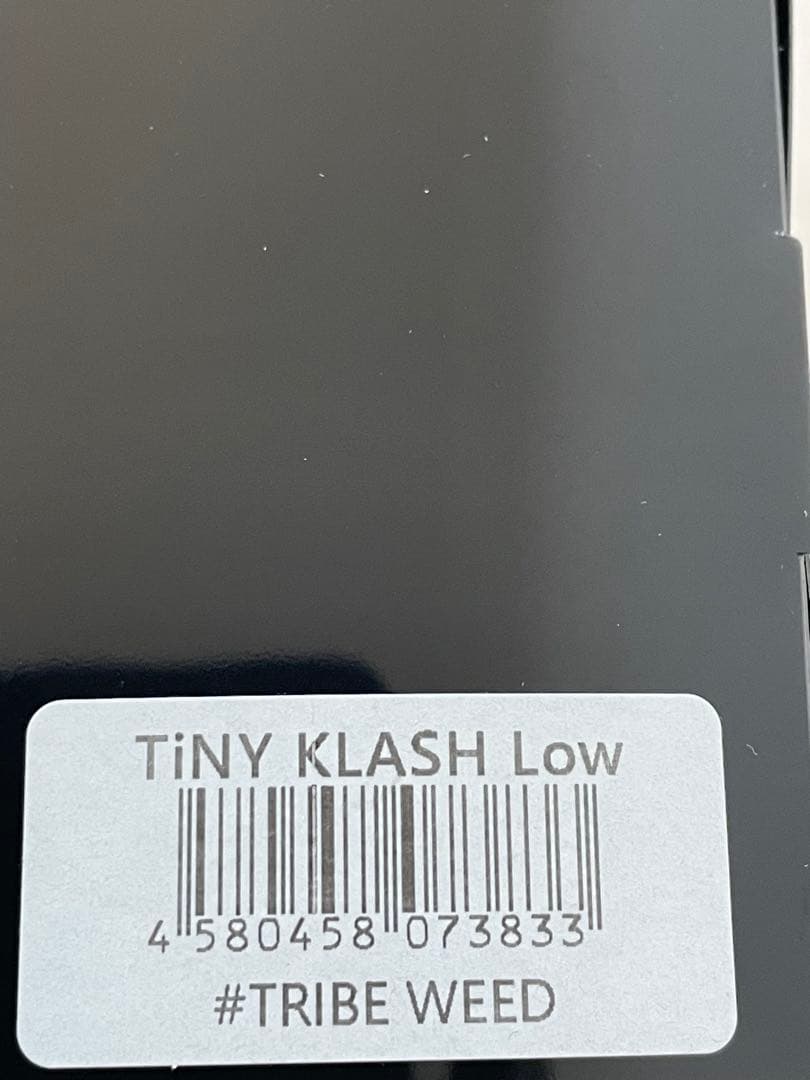 TiNY KLASH Low
4 580458 073833
#TRIBE WEED